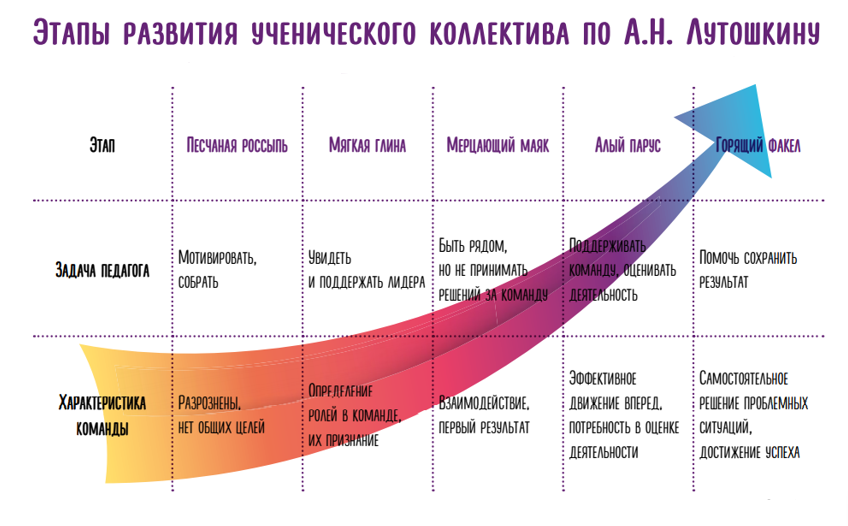 Этапы развития ученического коллектива по А.Н. Лутошкину
Этап
Песчаная россыпь
Мягкая глина
Мерцающий маяк
Алый парус
Горящий факел
Задача педагога
Мотивировать,
собрать
Увидеть
и поддержать лидера
Быть рядом,
но не принимать
решений за команду
Поддерживать
команду, оценивать
деятельность
Помочь сохранить
результат
Характеристика
команды
Разрознены,
нет общих целей
Определение
ролей в команде,
их признание
Взаимодействие,
первый результат
Эффективное
движение вперед,
потребность в оценке
деятельности
Самостоятельное
решение проблемных
ситуаций,
достижение успеха